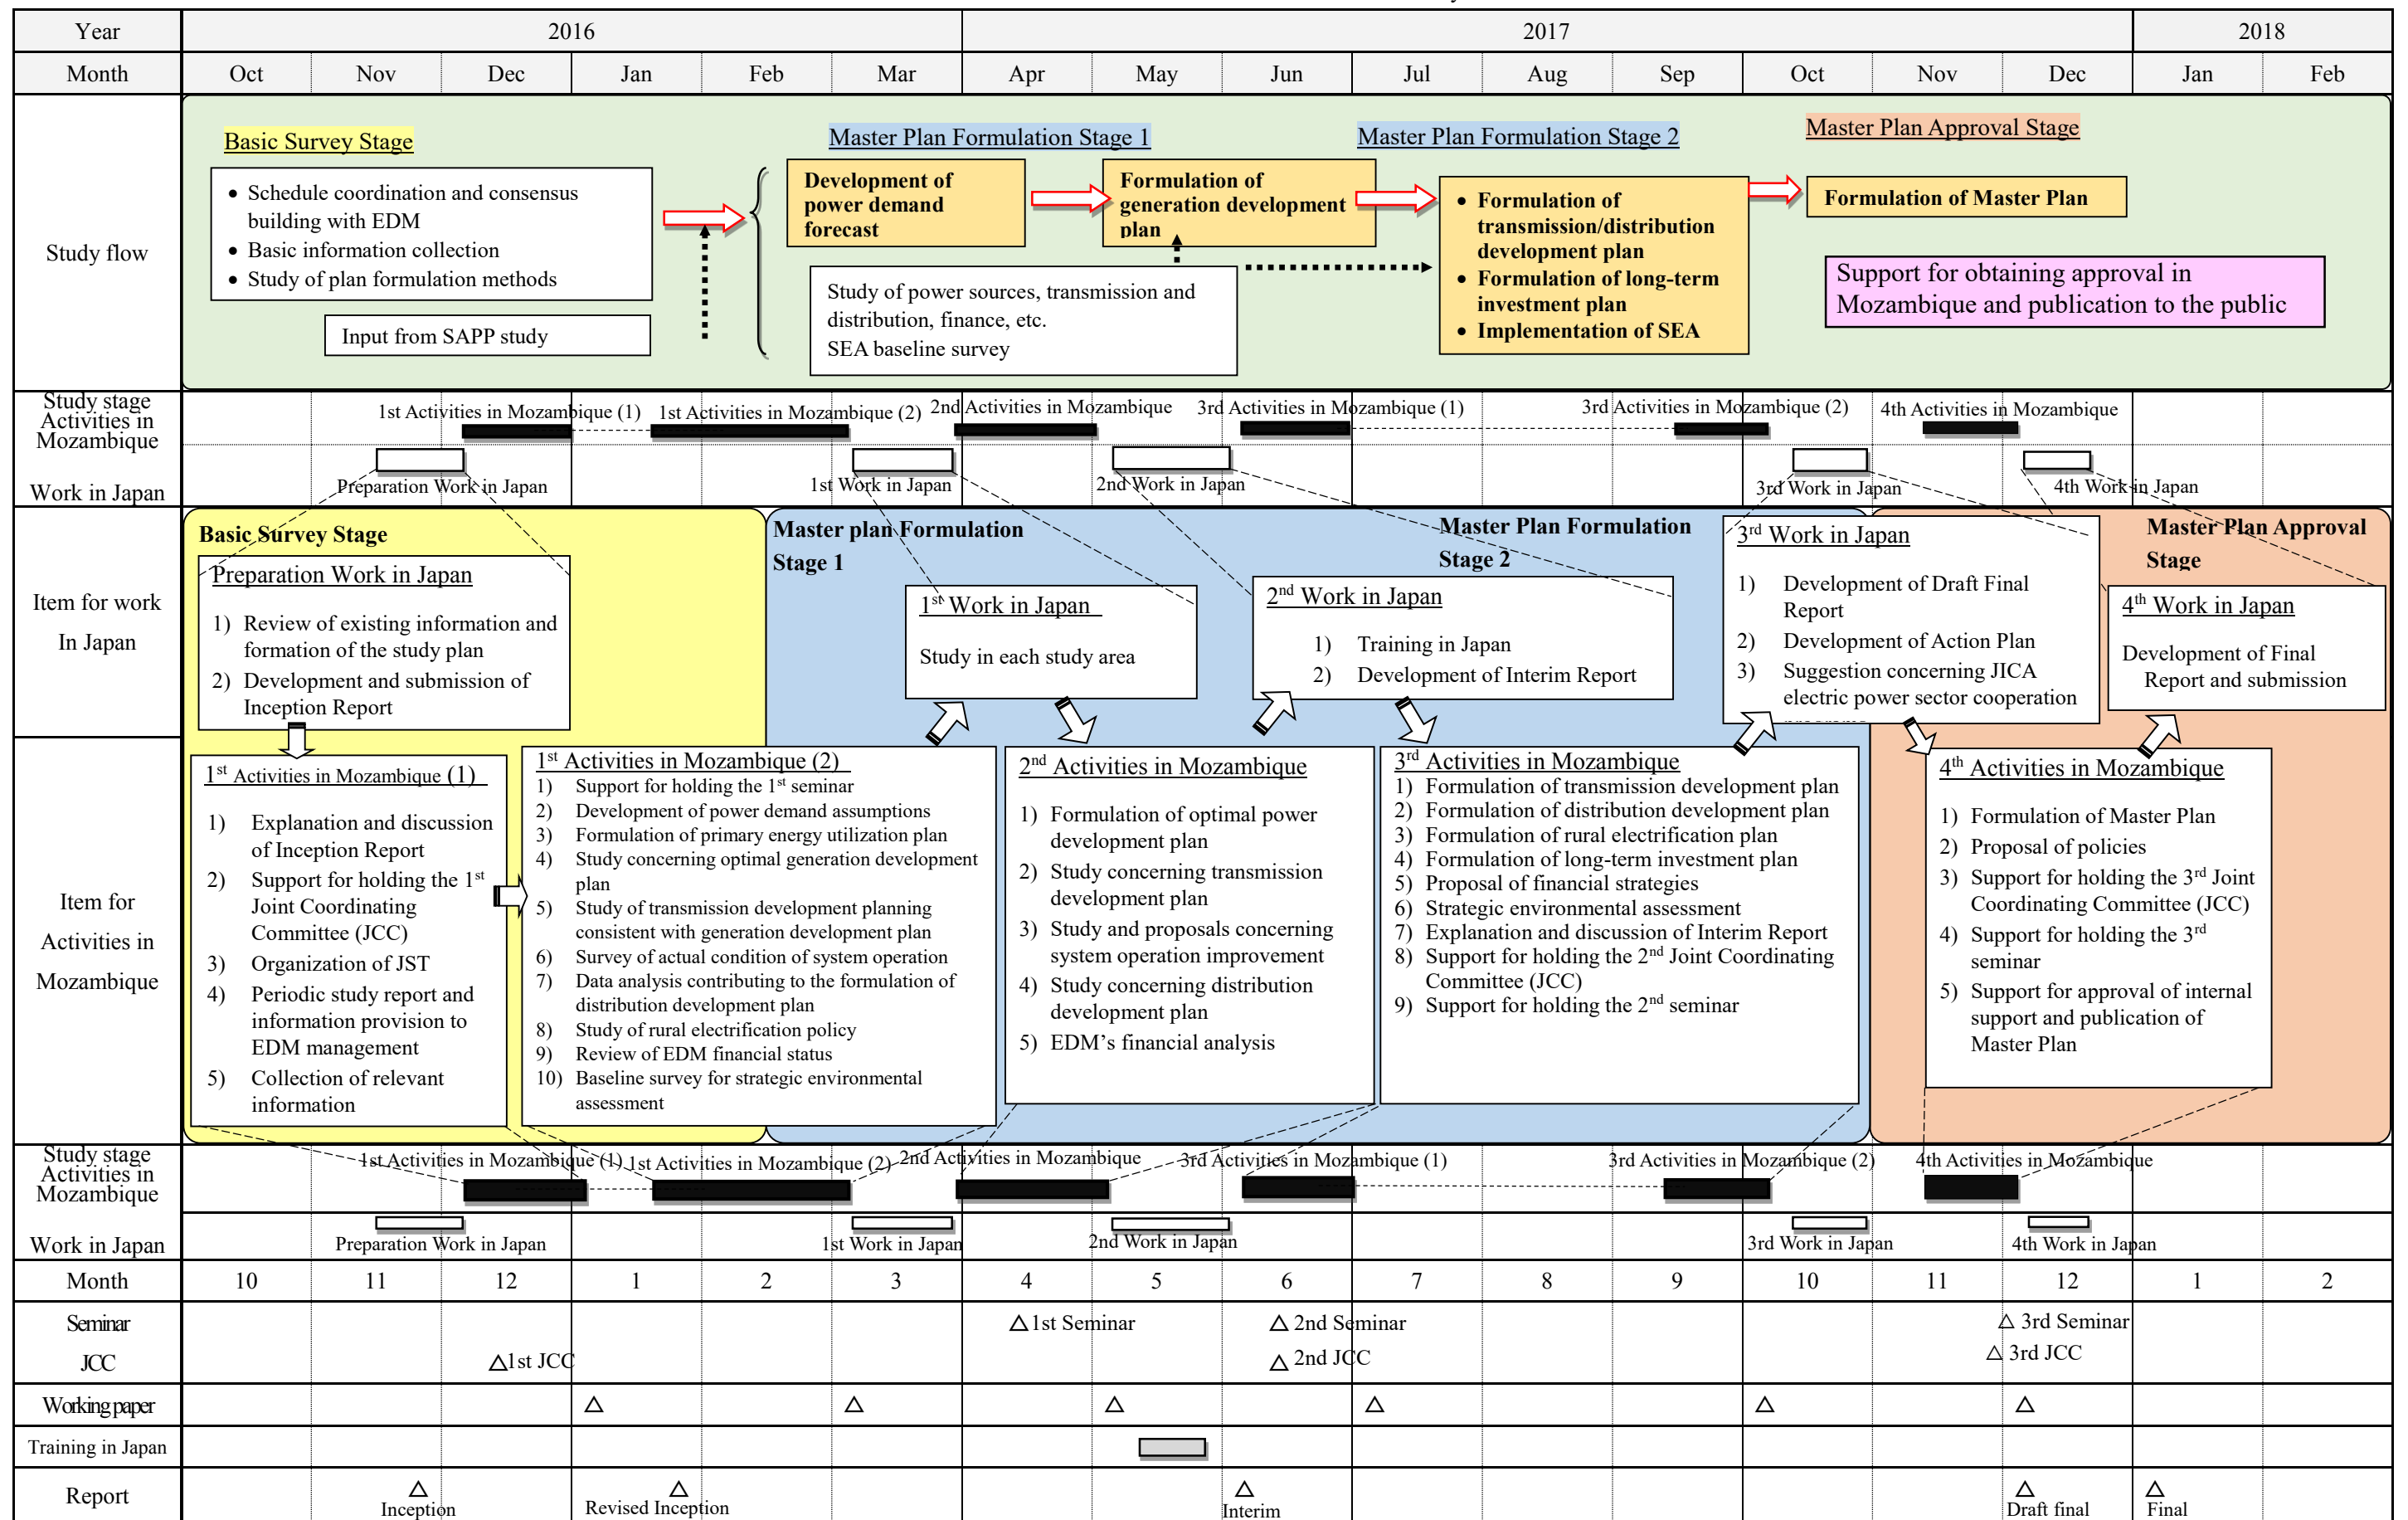 Year 2016 2017 2018
Month Oct Nov Dec Jan Feb Mar Apr May Jun Jul Aug Sep Oct Nov Dec Jan Feb
Study flow
Basic Survey Stage
• Schedule coordination and consensus
building with EDM
• Basic information collection
• Study of plan formulation methods
Input from SAPP study
Master Plan Formulation Stage 1
Development of
power demand
forecast
Formulation of
generation development
plan
Study of power sources, transmission and
distribution, finance, etc.
SEA baseline survey
Master Plan Formulation Stage 2
• Formulation of
transmission/distribution
development plan
• Formulation of long-term
investment plan
• Implementation of SEA
Master Plan Approval Stage
Formulation of Master Plan
Support for obtaining approval in
Mozambique and publication to the public
Study stage
Activities in
Mozambique
1st Activities in Mozambique (1) 1st Activities in Mozambique (2) 2nd Activities in Mozambique 3rd Activities in Mozambique (1) 3rd Activities in Mozambique (2) 4th Activities in Mozambique
Work in Japan
Preparation Work in Japan 1st Work in Japan 2nd Work in Japan 3rd Work in Japan 4th Work in Japan
Item for work
In Japan
Basic Survey Stage
Preparation Work in Japan
1) Review of existing information and
formation of the study plan
2) Development and submission of
Inception Report
Master plan Formulation
Stage 1
1st Work in Japan
Study in each study area
Master Plan Formulation
Stage 2
2nd Work in Japan
1) Training in Japan
2) Development of Interim Report
3rd Work in Japan
1) Development of Draft Final
Report
2) Development of Action Plan
3) Suggestion concerning JICA
electric power sector cooperation
Master Plan Approval
Stage
4th Work in Japan
Development of Final
Report and submission
Item for
Activities in
Mozambique
1st Activities in Mozambique (1)
1) Explanation and discussion
of Inception Report
2) Support for holding the 1st
Joint Coordinating
Committee (JCC)
3) Organization of JST
4) Periodic study report and
information provision to
EDM management
5) Collection of relevant
information
1st Activities in Mozambique (2)
1) Support for holding the 1st seminar
2) Development of power demand assumptions
3) Formulation of primary energy utilization plan
4) Study concerning optimal generation development
plan
5) Study of transmission development planning
consistent with generation development plan
6) Survey of actual condition of system operation
7) Data analysis contributing to the formulation of
distribution development plan
8) Study of rural electrification policy
9) Review of EDM financial status
10) Baseline survey for strategic environmental
assessment
2nd Activities in Mozambique
1) Formulation of optimal power
development plan
2) Study concerning transmission
development plan
3) Study and proposals concerning
system operation improvement
4) Study concerning distribution
development plan
5) EDM's financial analysis
3rd Activities in Mozambique
1) Formulation of transmission development plan
2) Formulation of distribution development plan
3) Formulation of rural electrification plan
4) Formulation of long-term investment plan
5) Proposal of financial strategies
6) Strategic environmental assessment
7) Explanation and discussion of Interim Report
8) Support for holding the 2nd Joint Coordinating
Committee (JCC)
9) Support for holding the 2nd seminar
4th Activities in Mozambique
1) Formulation of Master Plan
2) Proposal of policies
3) Support for holding the 3rd Joint
Coordinating Committee (JCC)
4) Support for holding the 3rd
seminar
5) Support for approval of internal
support and publication of
Master Plan
Study stage
Activities in
Mozambique
1st Activities in Mozambique (1) 1st Activities in Mozambique (2) 2nd Activities in Mozambique 3rd Activities in Mozambique (1) 3rd Activities in Mozambique (2) 4th Activities in Mozambique
Work in Japan
Preparation Work in Japan 1st Work in Japan 2nd Work in Japan 3rd Work in Japan 4th Work in Japan
Month 10 11 12 1 2 3 4 5 6 7 8 9 10 11 12 1 2
Seminar 1st Seminar 2nd Seminar 3rd Seminar
JCC 1st JCC 2nd JCC 3rd JCC
Working paper
Training in Japan
Report Inception Revised Inception Interim Draft final Final